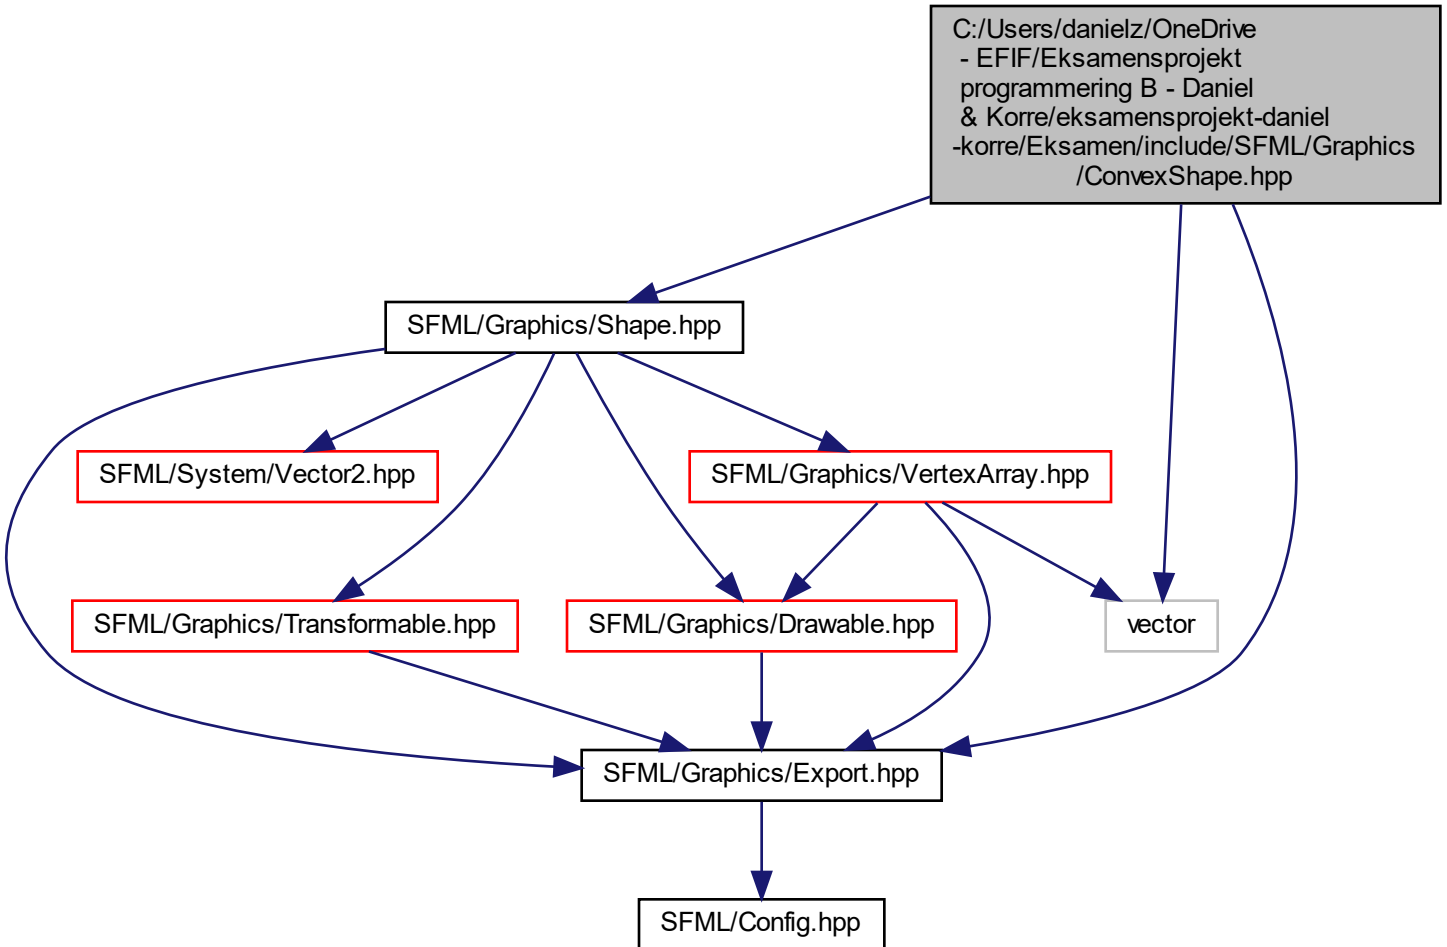 C:/Users/danielz/OneDrive
- EFIF/Eksamensprojekt
programmering B - Daniel
& Korre/eksamensprojekt-daniel
-korre/Eksamen/include/SFML/Graphics
/ConvexShape.hpp
SFML/Graphics/Shape.hpp
SFML/System/Vector2.hpp
SFML/Graphics/VertexArray.hpp
SFML/Graphics/Transformable.hpp
SFML/Graphics/Drawable.hpp
vector
SFML/Graphics/Export.hpp
SFML/Config.hpp